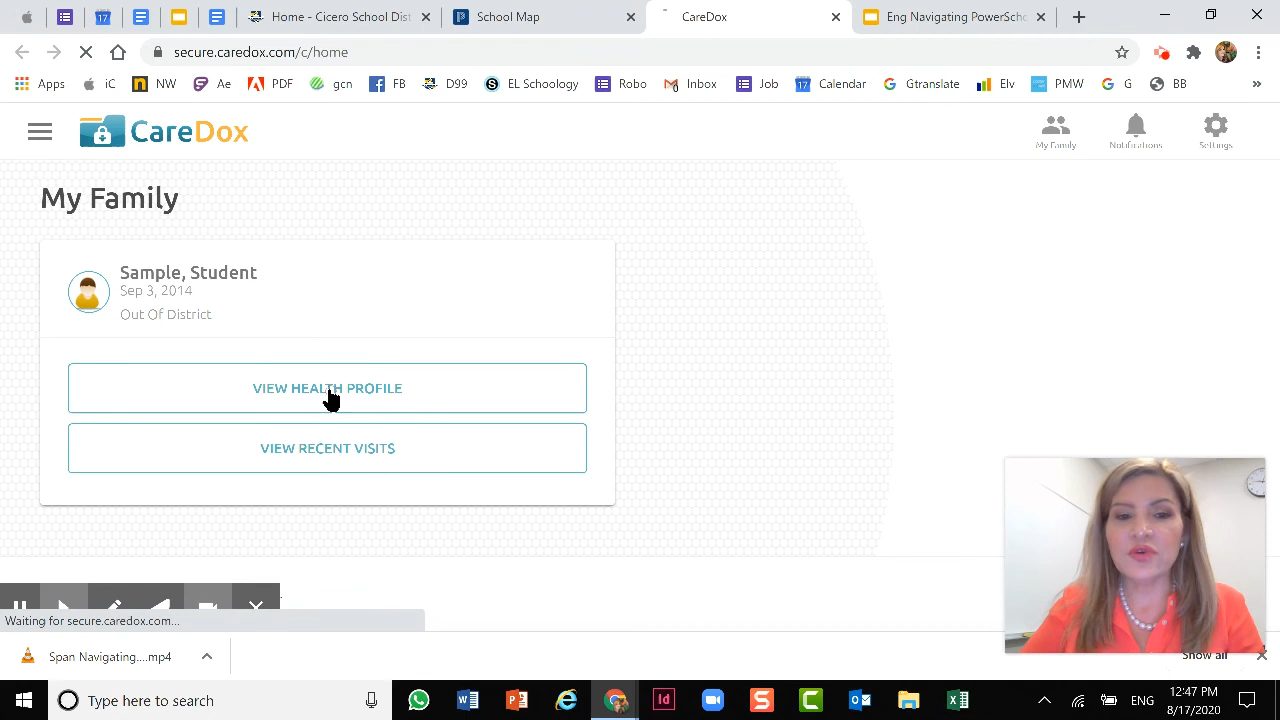 Home - Cicero School Dist
School Map
CareDox
Eng Navigating PowerScho
secure.caredox.com/c/home
Apps
iC
NW
Ae
PDF
gcn
FB
D99
EL Schoology
Robo
Inbox
Job
Calendar
Gtranslate
Elv
PMW
G
BB
CareDox
My Family
Notifications
Settings
My Family
Sample, Student
Sep 3, 2014
Out Of District
VIEW HEALTH PROFILE
VIEW RECENT VISITS
Waiting for secure.caredox.com...
Span Navigating....mp4
Show all
Type here to search
ENG
12:47 PM
8/17/2020